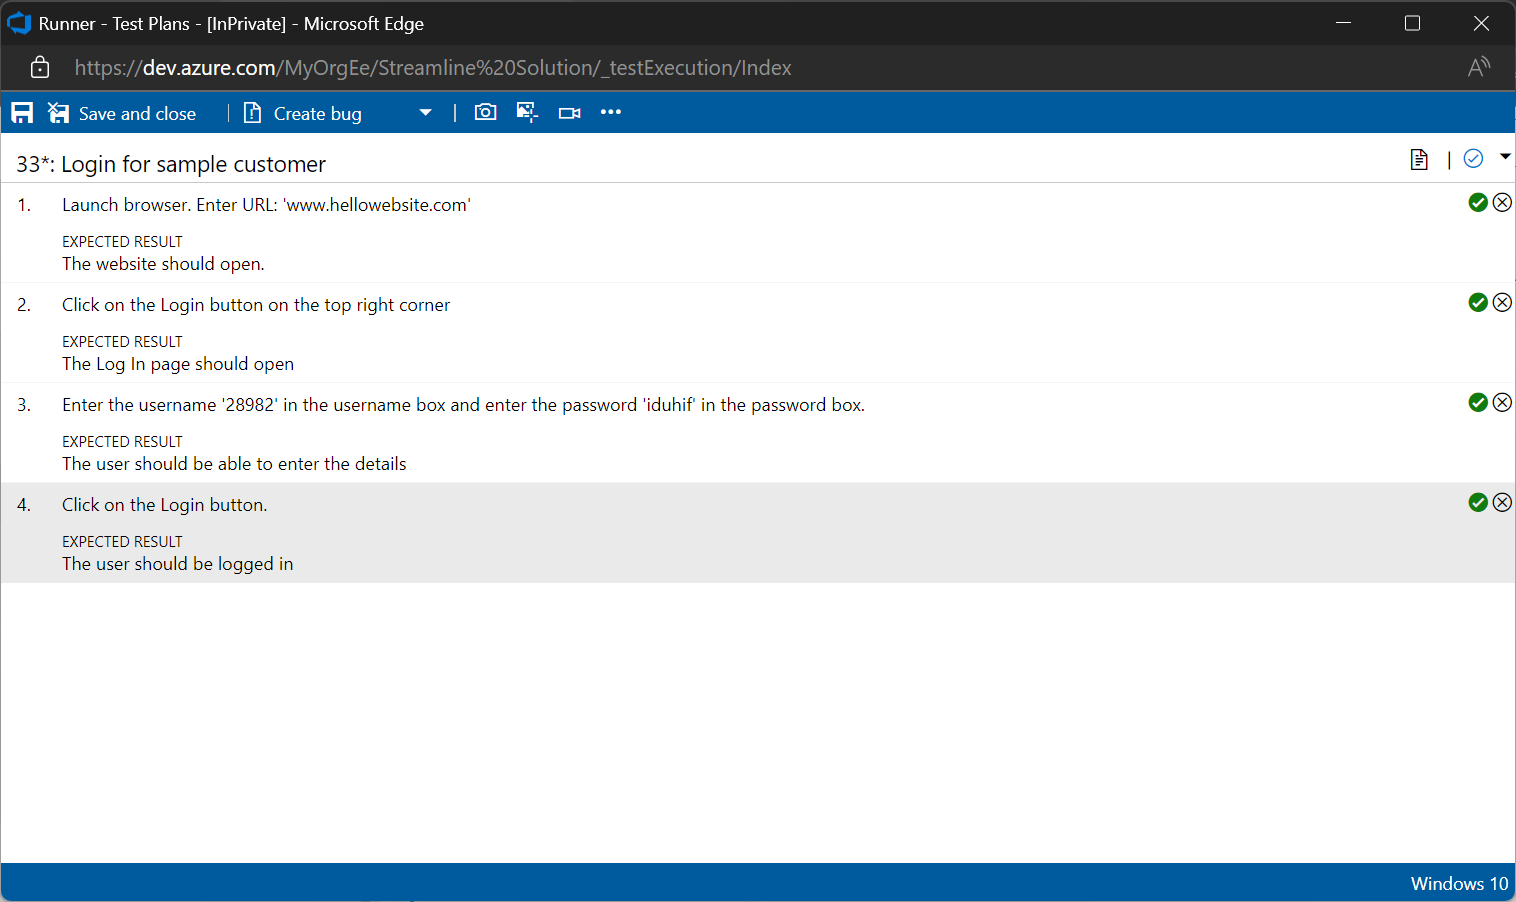 Runner - Test Plans - [InPrivate] - Microsoft Edge
https://dev.azure.com/MyOrgEe/Streamline%20Solution/_testExecution/Index
Save and close | Create bug |
33*: Login for sample customer
1. Launch browser. Enter URL: 'www.hellowebsite.com'
EXPECTED RESULT
The website should open.
2. Click on the Login button on the top right corner
EXPECTED RESULT
The Log In page should open
3. Enter the username '28982' in the username box and enter the password 'iduhif' in the password box.
EXPECTED RESULT
The user should be able to enter the details
4. Click on the Login button.
EXPECTED RESULT
The user should be logged in
Windows 10